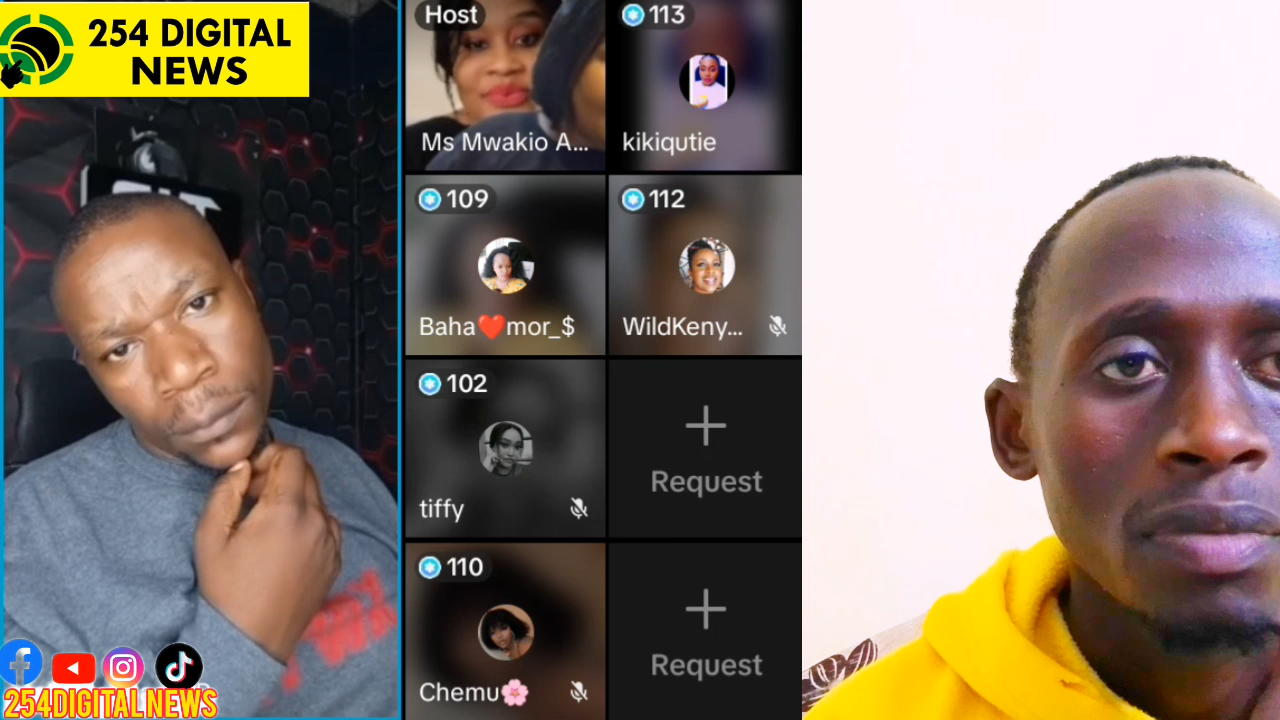 254 DIGITAL
NEWS
Host
Ms Mwakio A...
113
kikiqutie
109
Baha❤️mor_$
112
WildKeny...
102
tiffy
Request
110
Chemu🌸
Request
254DIGITALNEWS